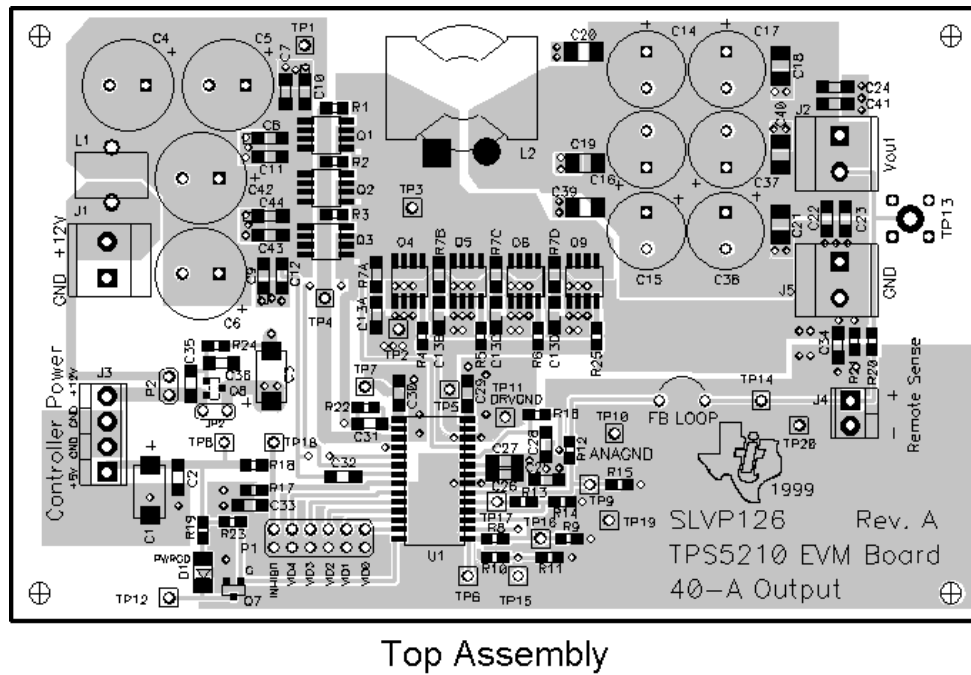 TP1
C4
C5
C7
C10
C20
C14
C17
C18
C24
C41
R1
Q1
C8
C11
R2
L1
L2
C19
C16
C40
J2
Vout
C42
Q2
TP3
C39
C37
J1
+12V
GND
C44
R3
C43
Q3
C21
C22
C23
TP13
C9
C12
R7A
Q4
R7B
Q5
R7C
Q6
R7D
Q9
C15
C36
J5
GND
C6
TP4
C13A
TP2
R4
C13B
R5
C13C
R6
C13D
R25
C34
R21
R20
Remote Sense
Controller Power
J3
+12v
GND
GND
+5v
P2
C35
R24
C38
Q8
JP2
C3
TP7
C30
TP5
C29
TP11
DRVGND
R16
TP14
J4
+
-
FB LOOP
R22
C31
TP10
ANAGND
TP20
TP8
TP18
R18
C32
C27
C26
C28
R12
R13
R15
TP9
1999
C1
C2
R17
C33
R19
R23
TP17
R14
TP16
R8
R9
TP19
SLVP126 Rev. A
P1
PWRGD
D1
G
Q7
TP12
INHIBIT
VID4
VID3
VID2
VID1
VID0
U1
R10
R11
TP6
TP15
TPS5210 EVM Board
40-A Output
Top Assembly